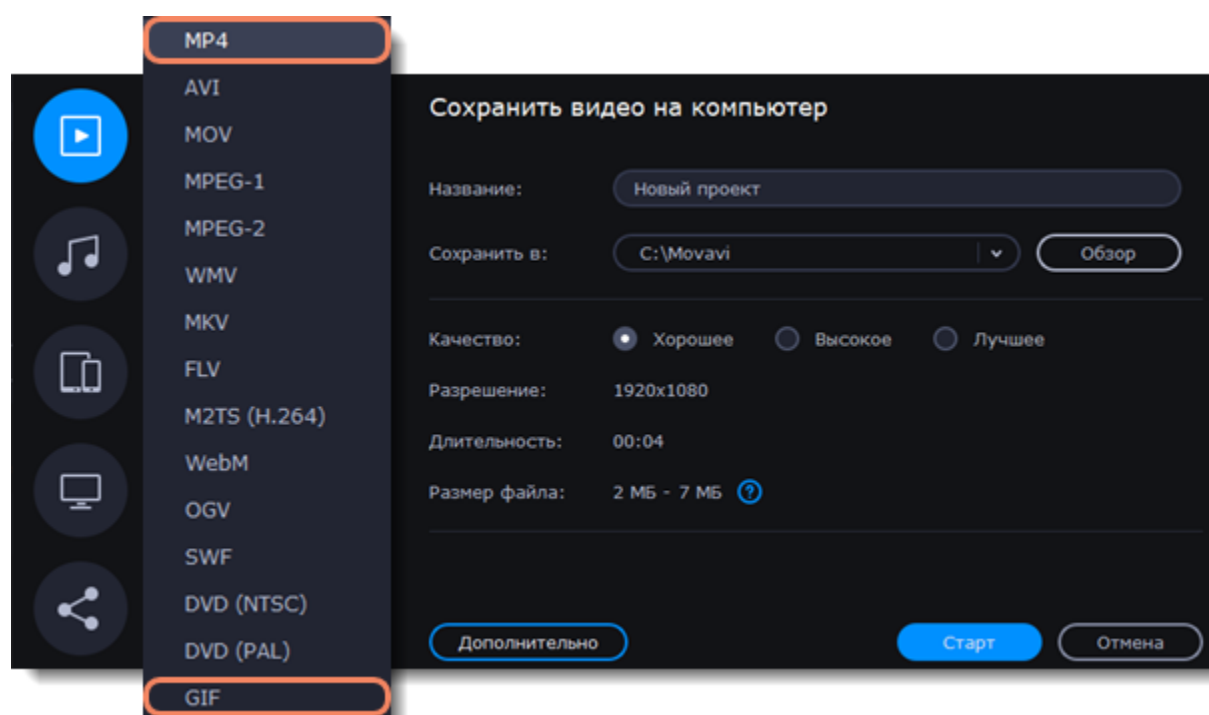 MP4
AVI
MOV
MPEG-1
MPEG-2
WMV
MKV
FLV
M2TS (H.264)
WebM
OGV
SWF
DVD (NTSC)
DVD (PAL)
GIF
Сохранить видео на компьютер
Название: Новый проект
Сохранить в: C:\Movavi Обзор
Качество: Хорошее Высокое Лучшее
Разрешение: 1920x1080
Длительность: 00:04
Размер файла: 2 МБ - 7 МБ ?
Дополнительно Старт Отмена